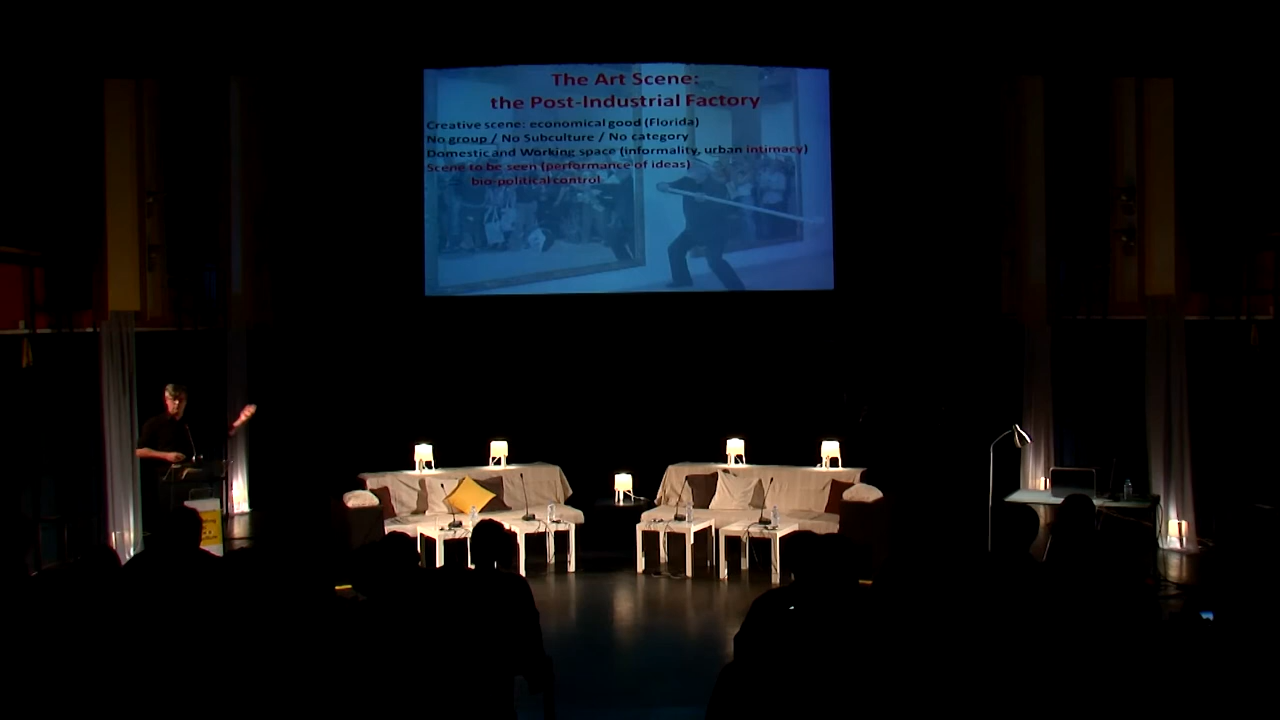 The Art Scene:
the Post-Industrial Factory
Creative scene: economical good (Florida)
No group / No Subculture / No category
Domestic and Working space (informality, urban intimacy)
Scene to be seen (performance of ideas)
bio-political control